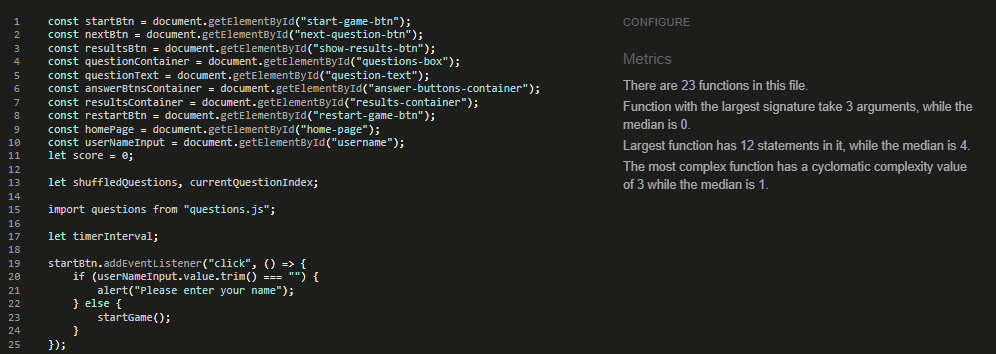 1 const startBtn = document.getElementById("start-game-btn");
2 const nextBtn = document.getElementById("next-question-btn");
3 const resultsBtn = document.getElementById("show-results-btn");
4 const questionContainer = document.getElementById("questions-box");
5 const questionText = document.getElementById("question-text");
6 const answerBtnsContainer = document.getElementById("answer-buttons-container");
7 const resultsContainer = document.getElementById("results-container");
8 const restartBtn = document.getElementById("restart-game-btn");
9 const homePage = document.getElementById("home-page");
10 const userNameInput = document.getElementById("username");
11 let score = 0;
12
13 let shuffledQuestions, currentQuestionIndex;
14
15 import questions from "questions.js";
16
17 let timerInterval;
18
19 startBtn.addEventListener("click", () => {
20     if (userNameInput.value.trim() === "") {
21         alert("Please enter your name");
22     } else {
23         startGame();
24     }
25 });
CONFIGURE
Metrics
There are 23 functions in this file.
Function with the largest signature take 3 arguments, while the
median is 0.
Largest function has 12 statements in it, while the median is 4.
The most complex function has a cyclomatic complexity value
of 3 while the median is 1.